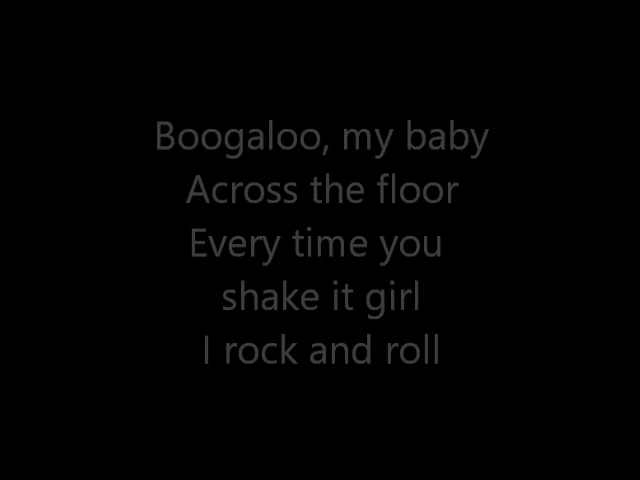 Boogaloo, my baby
Across the floor
Every time you
shake it girl
I rock and roll